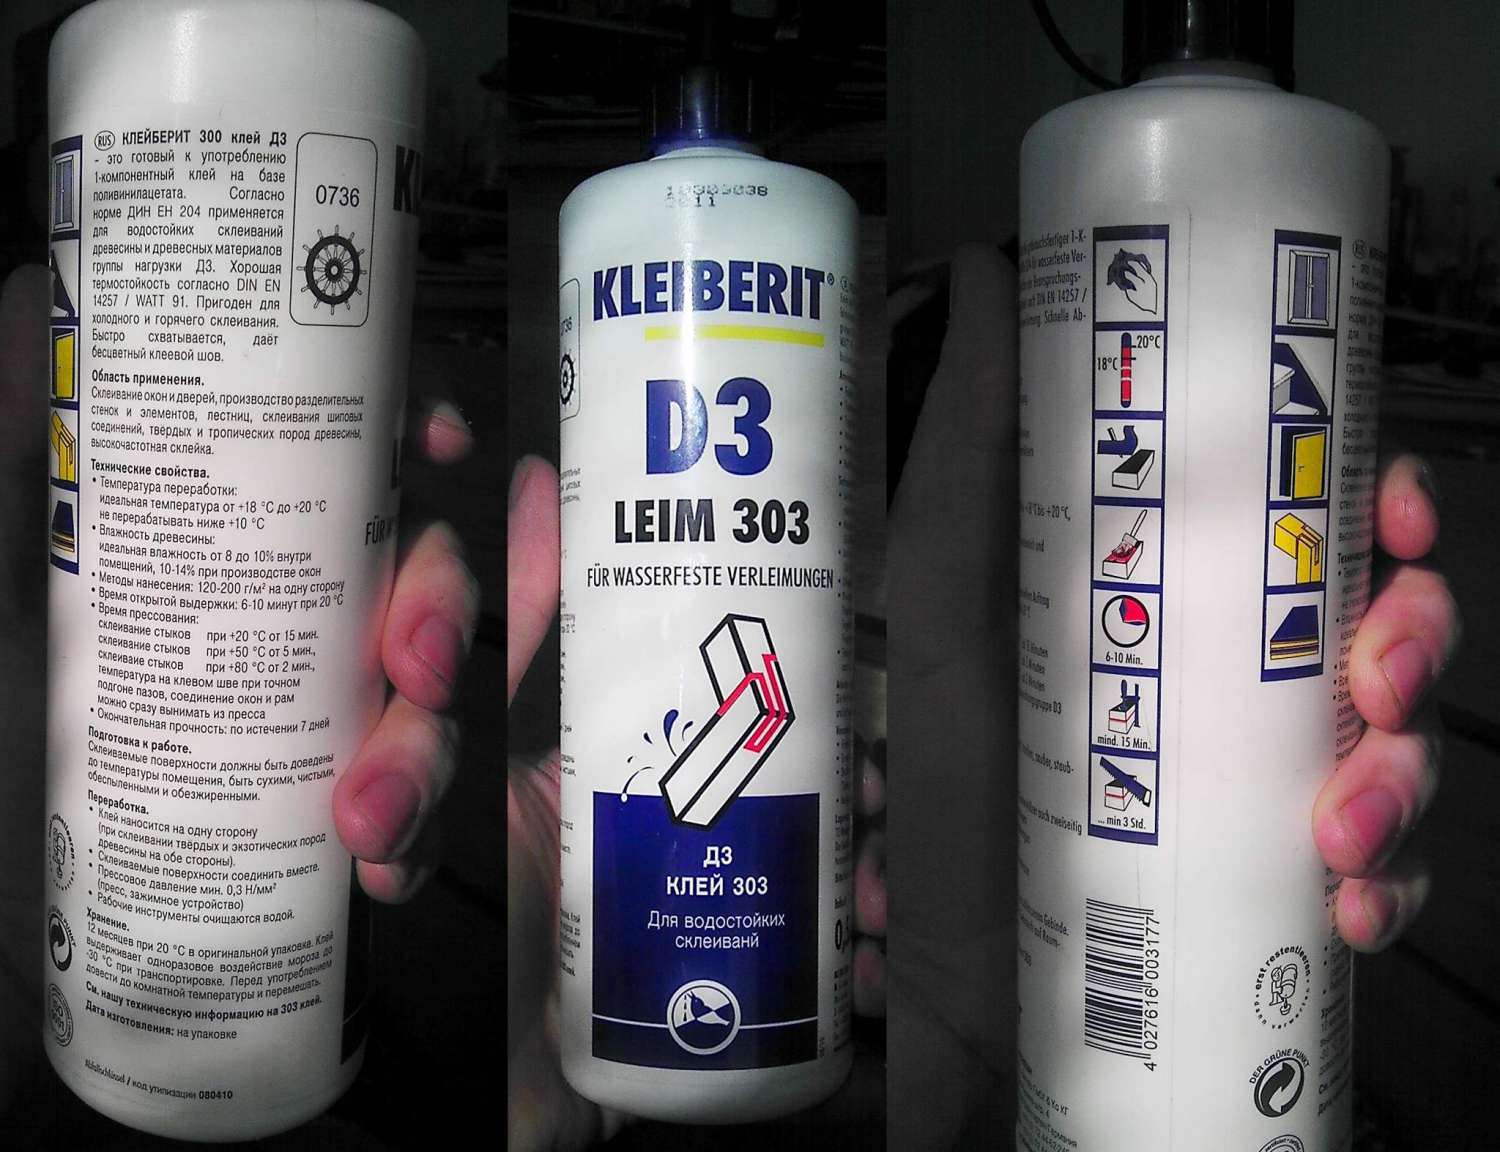 RUS КЛЕЙБЕРИТ 300 клей Д3
- это готовый к употреблению
1-компонентный клей на базе
поливинилацетата. Согласно
норме ДИН ЕН 204 применяется
для водостойких склеиваний
древесины и древесных материалов
группы нагрузки Д3. Хорошая
термостойкость согласно DIN EN
14257 / WATT 91. Пригоден для
холодного и горячего склеивания.
Быстро схватывается, даёт
бесцветный клеевой шов.
0736
Область применения.
Склеивание окон и дверей, производство разделительных
стенок и элементов, лестниц, склеивания шиповых
соединений, твёрдых и тропических пород древесины,
высокочастотная склейка.
Технические свойства.
• Температура переработки:
идеальная температура от +18 °C до +20 °C
не перерабатывать ниже +10 °C
• Влажность древесины:
идеальная влажность от 8 до 10% внутри
помещений, 10-14% при производстве окон
• Методы нанесения: 120-200 г/м² на одну сторону
• Время открытой выдержки: 6-10 минут при 20 °C
• Время прессования:
склеивание стыков при +20 °C от 15 мин.
склеивание стыков при +50 °C от 5 мин.,
склеиваие стыков при +80 °C от 2 мин.,
температура на клевом шве при точном
подгоне пазов, соединение окон и рам
можно сразу вынимать из пресса
• Окончательная прочность: по истечении 7 дней
Подготовка к работе.
Склеиваемые поверхности должны быть доведены
до температуры помещения, быть сухими, чистыми,
обеспыленными и обезжиренными.
Переработка.
• Клей наносится на одну сторону
(при склеивании твёрдых и экзотических пород
древесины на обе стороны).
• Склеиваемые поверхности соединить вместе.
Прессовое давление мин. 0,3 Н/мм²
(пресс, зажимное устройство)
• Рабочие инструменты очищаются водой.
Хранение.
12 месяцев при 20 °C в оригинальной упаковке. Клей
выдерживает одноразовое воздействие мороза до
-30 °C при транспортировке. Перед употреблением
довести до комнатной температуры и перемешать.
См. нашу техническую информацию на 303 клей.
Дата изготовления: на упаковке
Abfallschlüssel / код утилизации 080410
KLEIBERIT®
D3
LEIM 303
FÜR WASSERFESTE VERLEIMUNGEN
Д3
КЛЕЙ 303
Для водостойких
склеиванй
20°C
18°C
6-10 Min.
mind. 15 Min.
... min 3 Std.
4 027616 003177
erst restentleeren
dann verwerten
DER GRÜNE PUNKT